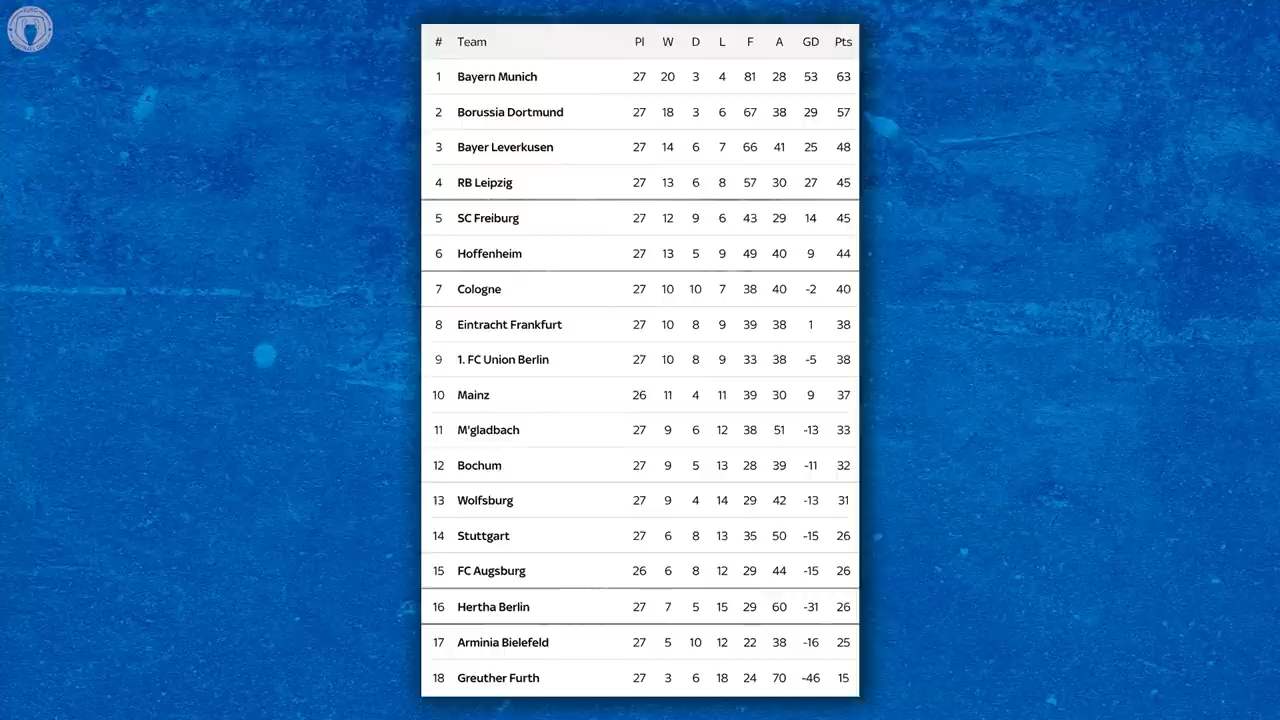 # Team Pl W D L F A GD Pts
1 Bayern Munich 27 20 3 4 81 28 53 63
2 Borussia Dortmund 27 18 3 6 67 38 29 57
3 Bayer Leverkusen 27 14 6 7 66 41 25 48
4 RB Leipzig 27 13 6 8 57 30 27 45
5 SC Freiburg 27 12 9 6 43 29 14 45
6 Hoffenheim 27 13 5 9 49 40 9 44
7 Cologne 27 10 10 7 38 40 -2 40
8 Eintracht Frankfurt 27 10 8 9 39 38 1 38
9 1. FC Union Berlin 27 10 8 9 33 38 -5 38
10 Mainz 26 11 4 11 39 30 9 37
11 M'gladbach 27 9 6 12 38 51 -13 33
12 Bochum 27 9 5 13 28 39 -11 32
13 Wolfsburg 27 9 4 14 29 42 -13 31
14 Stuttgart 27 6 8 13 35 50 -15 26
15 FC Augsburg 26 6 8 12 29 44 -15 26
16 Hertha Berlin 27 7 5 15 29 60 -31 26
17 Arminia Bielefeld 27 5 10 12 22 38 -16 25
18 Greuther Furth 27 3 6 18 24 70 -46 15